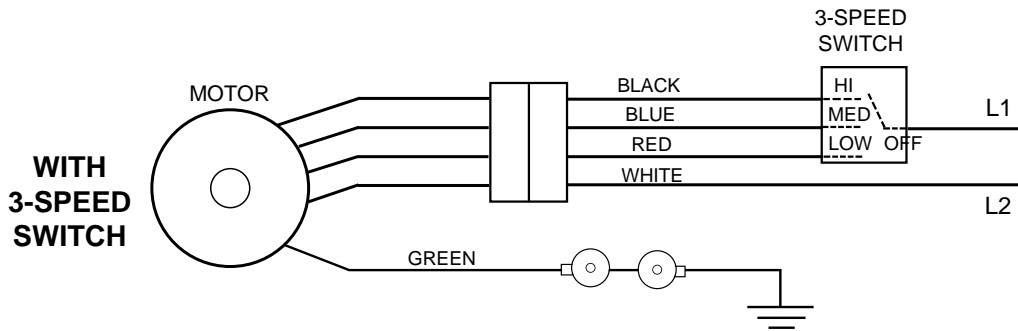 3-SPEED
SWITCH
MOTOR
BLACK
HI
BLUE
MED
L1
RED
LOW OFF
WITH
3-SPEED
SWITCH
WHITE
L2
GREEN